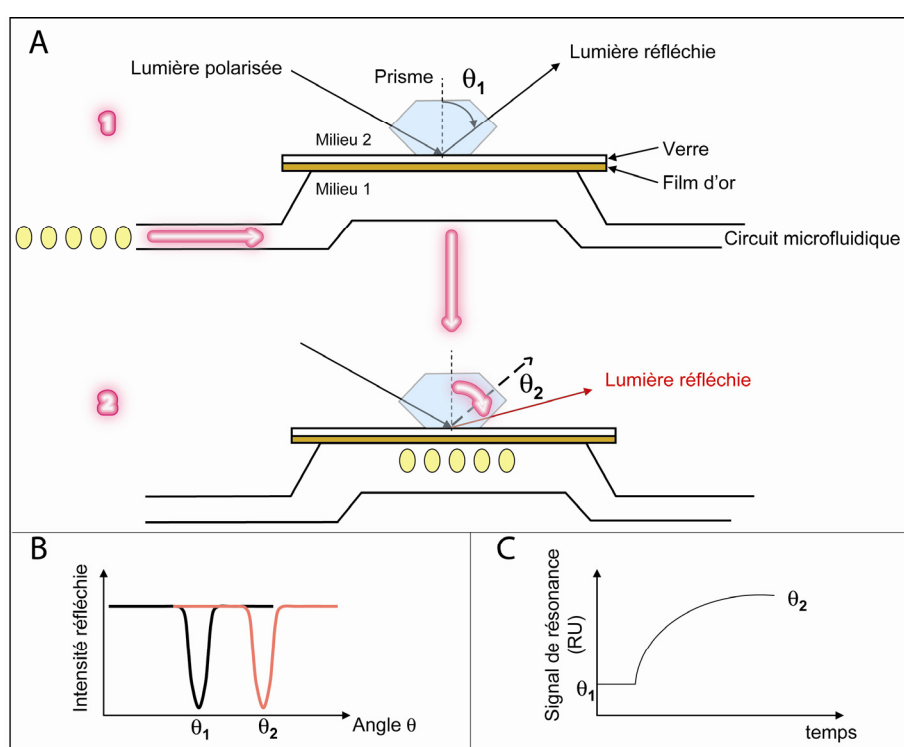 A
Lumière polarisée
Prisme
θ1
Lumière réfléchie
1
Milieu 2
Verre
Film d'or
Milieu 1
Circuit microfluidique
2
θ2
Lumière réfléchie
B
Intensité réfléchie
θ1
θ2
Angle θ
C
Signal de résonance
(RU)
θ1
θ2
temps